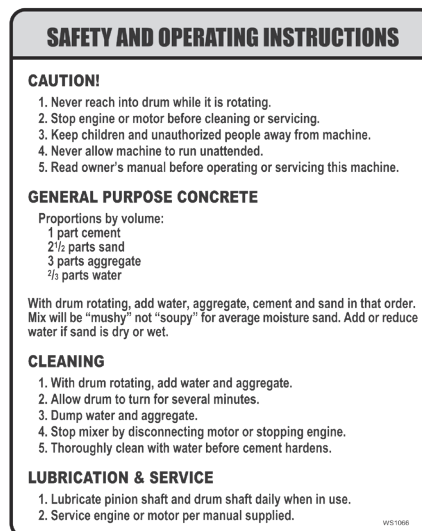 SAFETY AND OPERATING INSTRUCTIONS
CAUTION!
1. Never reach into drum while it is rotating.
2. Stop engine or motor before cleaning or servicing.
3. Keep children and unauthorized people away from machine.
4. Never allow machine to run unattended.
5. Read owner's manual before operating or servicing this machine.
GENERAL PURPOSE CONCRETE
Proportions by volume:
1 part cement
2 1/2 parts sand
3 parts aggregate
2/3 parts water
With drum rotating, add water, aggregate, cement and sand in that order.
Mix will be “mushy” not “soupy” for average moisture sand. Add or reduce
water if sand is dry or wet.
CLEANING
1. With drum rotating, add water and aggregate.
2. Allow drum to turn for several minutes.
3. Dump water and aggregate.
4. Stop mixer by disconnecting motor or stopping engine.
5. Thoroughly clean with water before cement hardens.
LUBRICATION & SERVICE
1. Lubricate pinion shaft and drum shaft daily when in use.
2. Service engine or motor per manual supplied.
WS1066